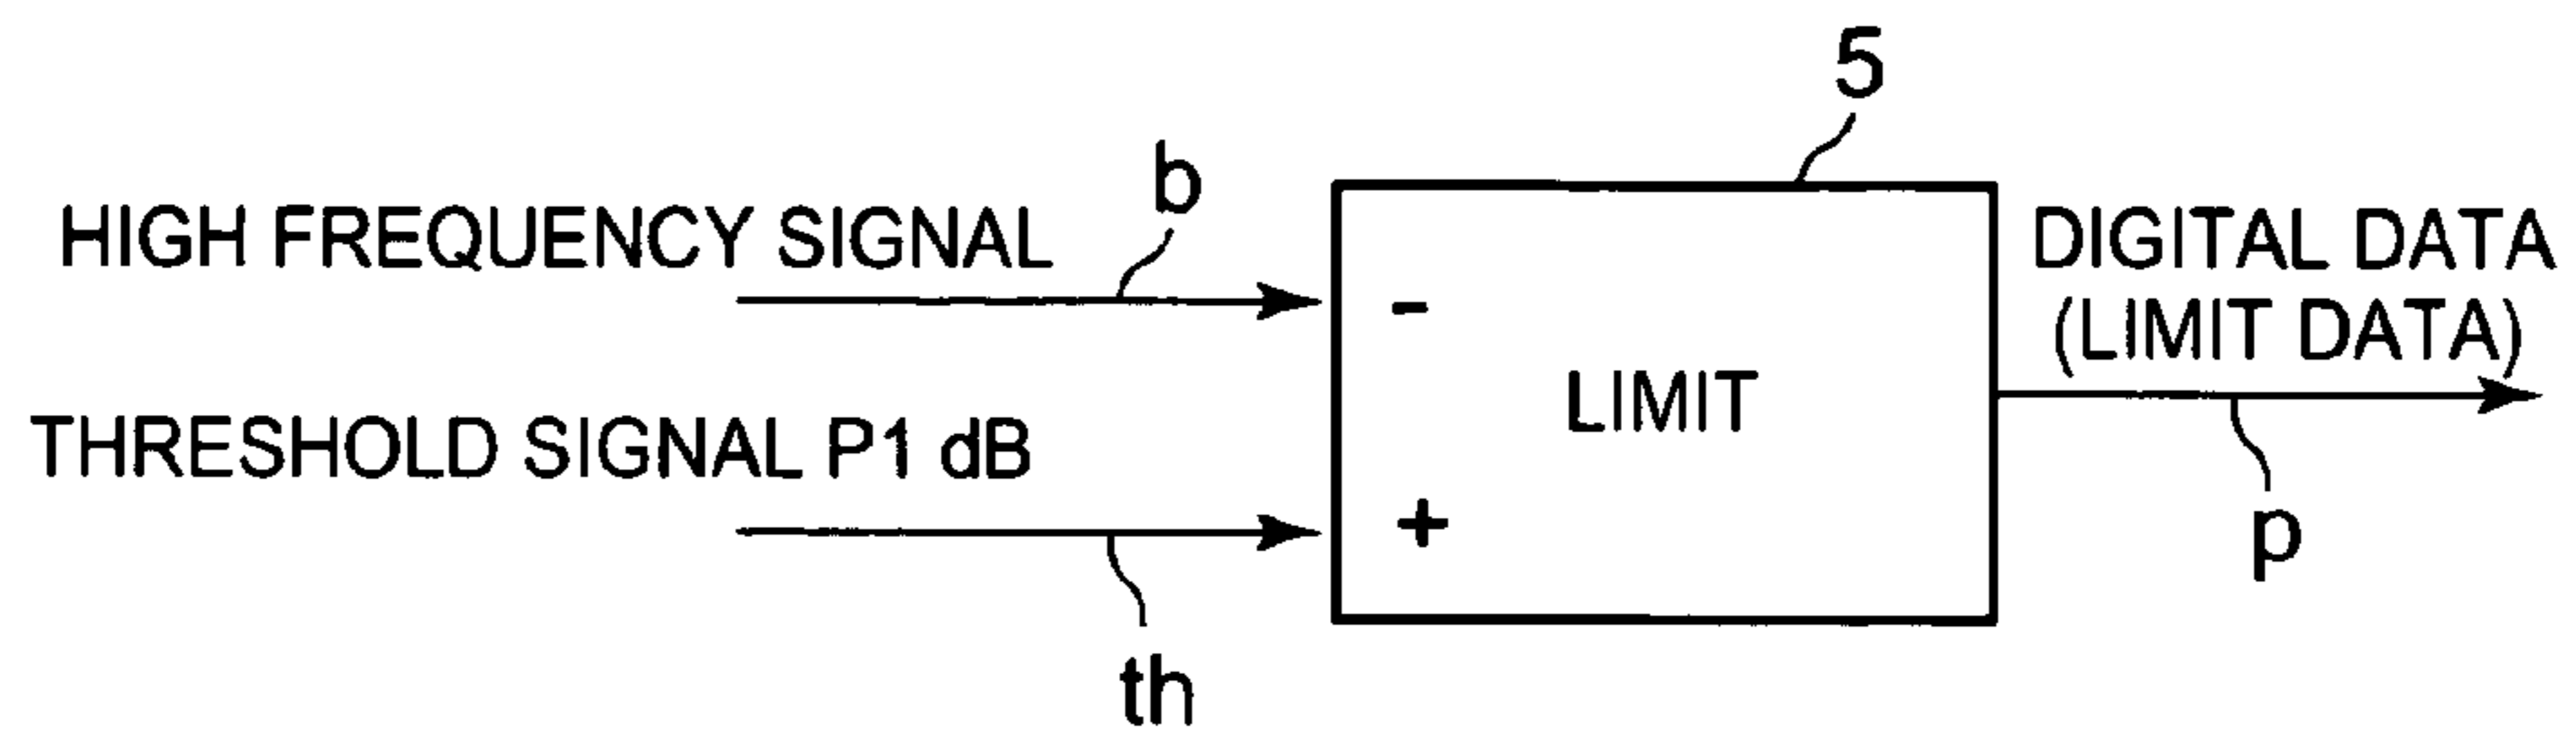 5
b
HIGH FREQUENCY SIGNAL
DIGITAL DATA
(LIMIT DATA)
-
LIMIT
THRESHOLD SIGNAL P1 dB
+
p
th